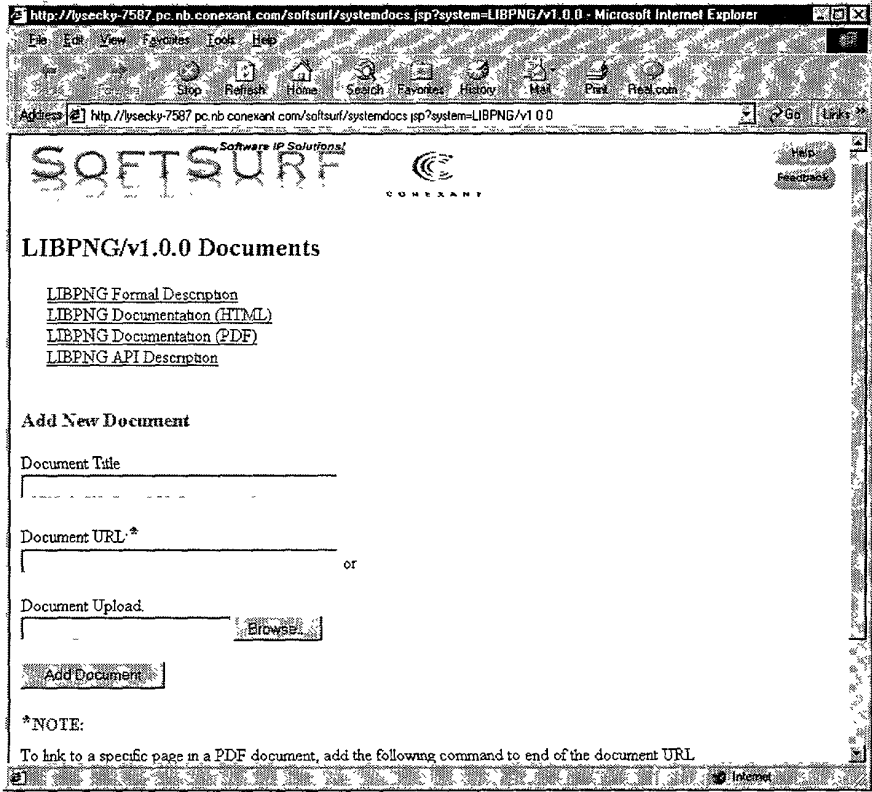 http://lysecky-7587.pc.nb.conexant.com/softsurf/systemdocs.jsp?system=LIBPNG/v1.0.0 - Microsoft Internet Explorer
File Edit View Favorites Tools Help
Stop Refresh Home Search Favorites History Mail Print Real.com
Address http://lysecky-7587 pc.nb conexant com/softsurf/systemdocs jsp?system=LIBPNG/v1 0 0 Go Links »
Software IP Solutions!
SOFTSURF
CONEXANT
Help
Feedback
LIBPNG/v1.0.0 Documents
LIBPNG Formal Description
LIBPNG Documentation (HTML)
LIBPNG Documentation (PDF)
LIBPNG API Description
Add New Document
Document Title
Document URL:*
or
Document Upload.
Browse...
Add Document
*NOTE:
To link to a specific page in a PDF document, add the following command to end of the document URL
Internet